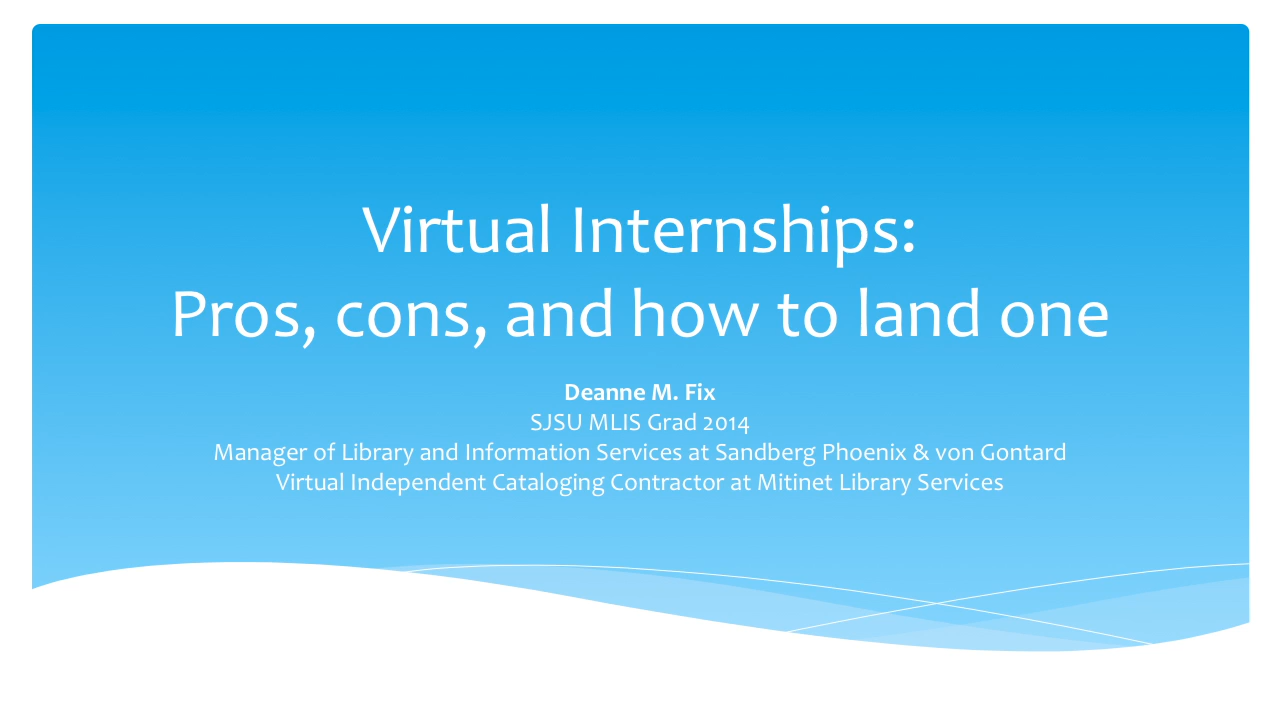 Virtual Internships:
Pros, cons, and how to land one
Deanne M. Fix
SJSU MLIS Grad 2014
Manager of Library and Information Services at Sandberg Phoenix & von Gontard
Virtual Independent Cataloging Contractor at Mitinet Library Services